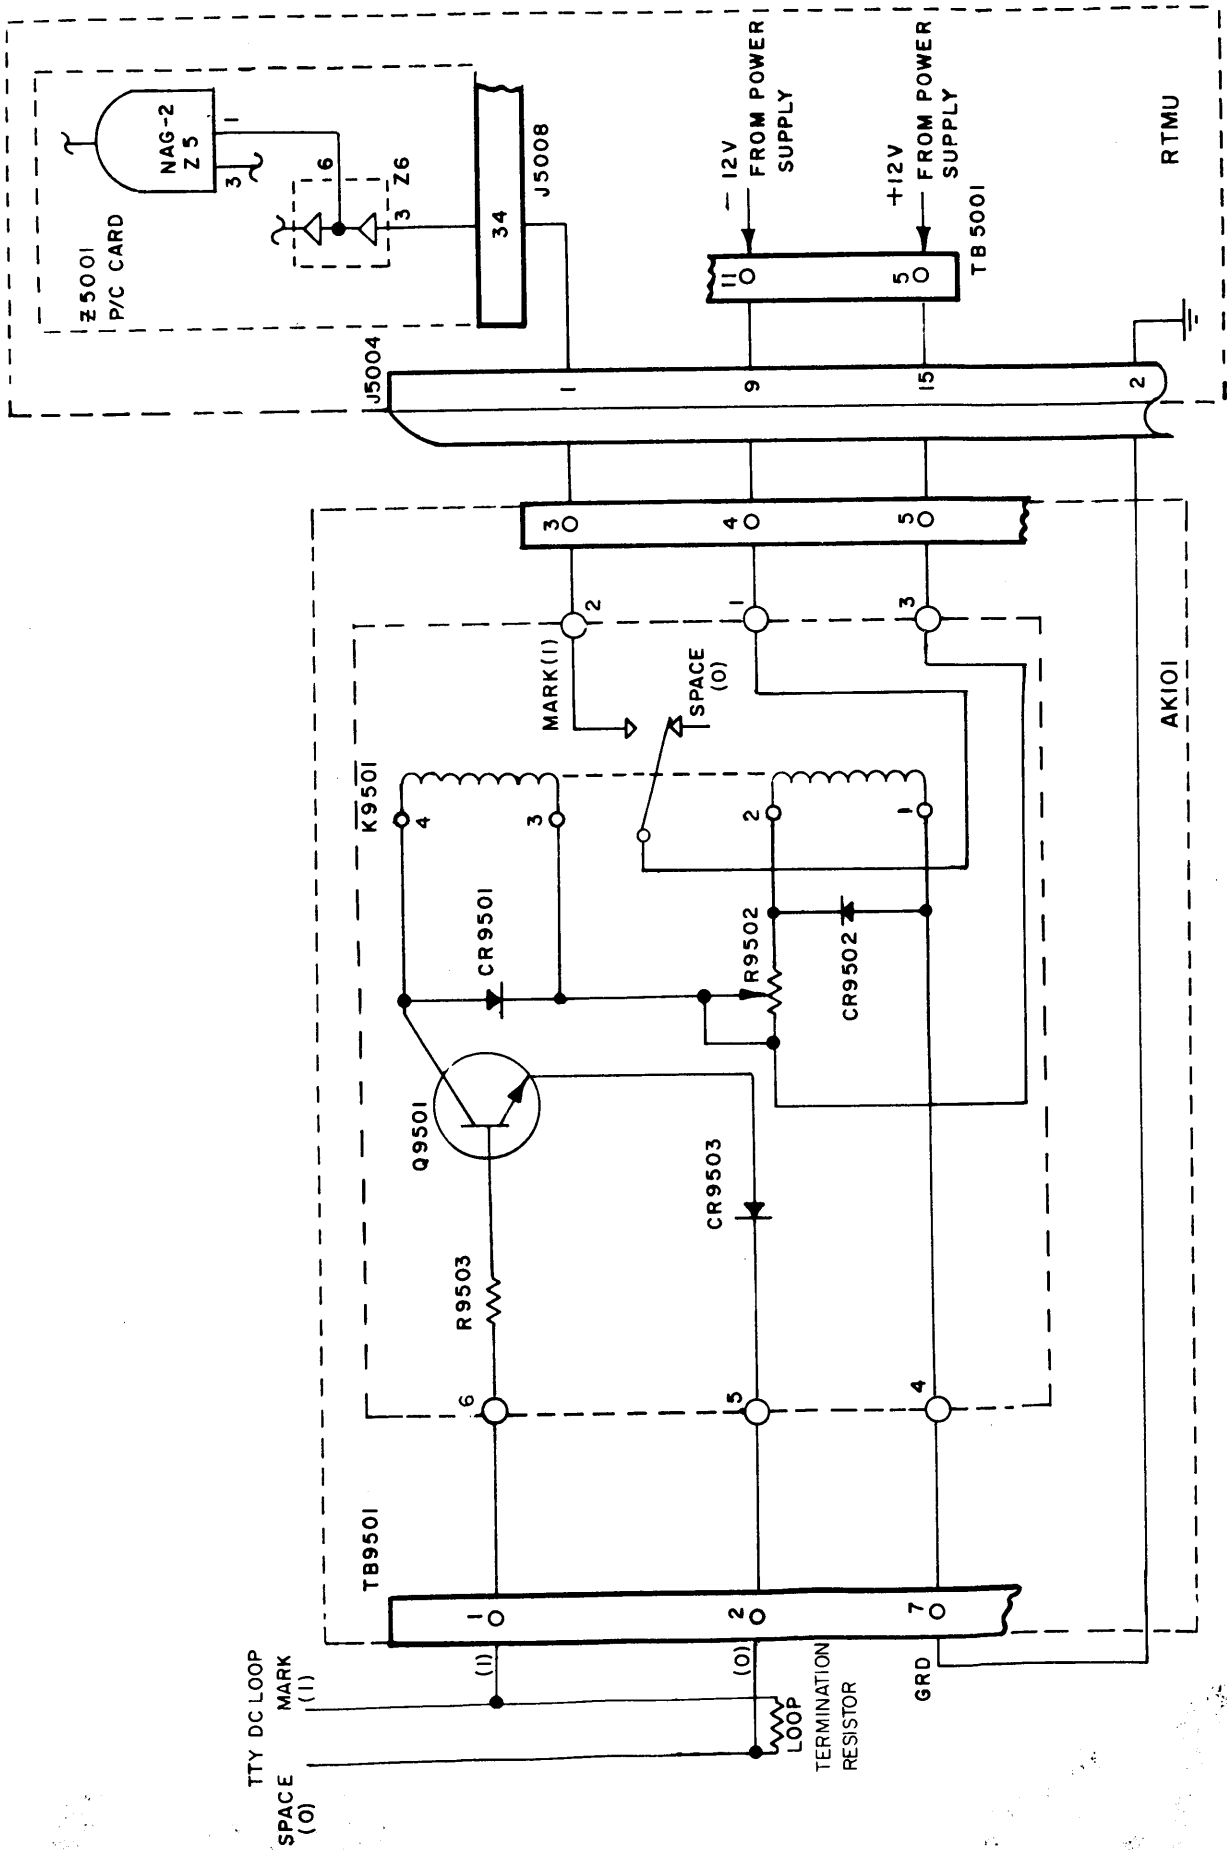 TTY DC LOOP
SPACE
(0)
MARK
(1)
TB9501
(1)
1
(0)
2
GRD
7
LOOP
TERMINATION
RESISTOR
6
5
4
R9503
Q9501
CR9503
CR9501
R9502
CR9502
K9501
4
3
2
1
MARK(1)
SPACE
(0)
2
1
3
3
4
5
AK101
J5004
1
9
15
2
Z5001
P/C CARD
NAG-2
Z5
1
3
6
Z6
3
34
J5008
11
5
TB5001
-12V
FROM POWER
SUPPLY
+12V
FROM POWER
SUPPLY
RTMU